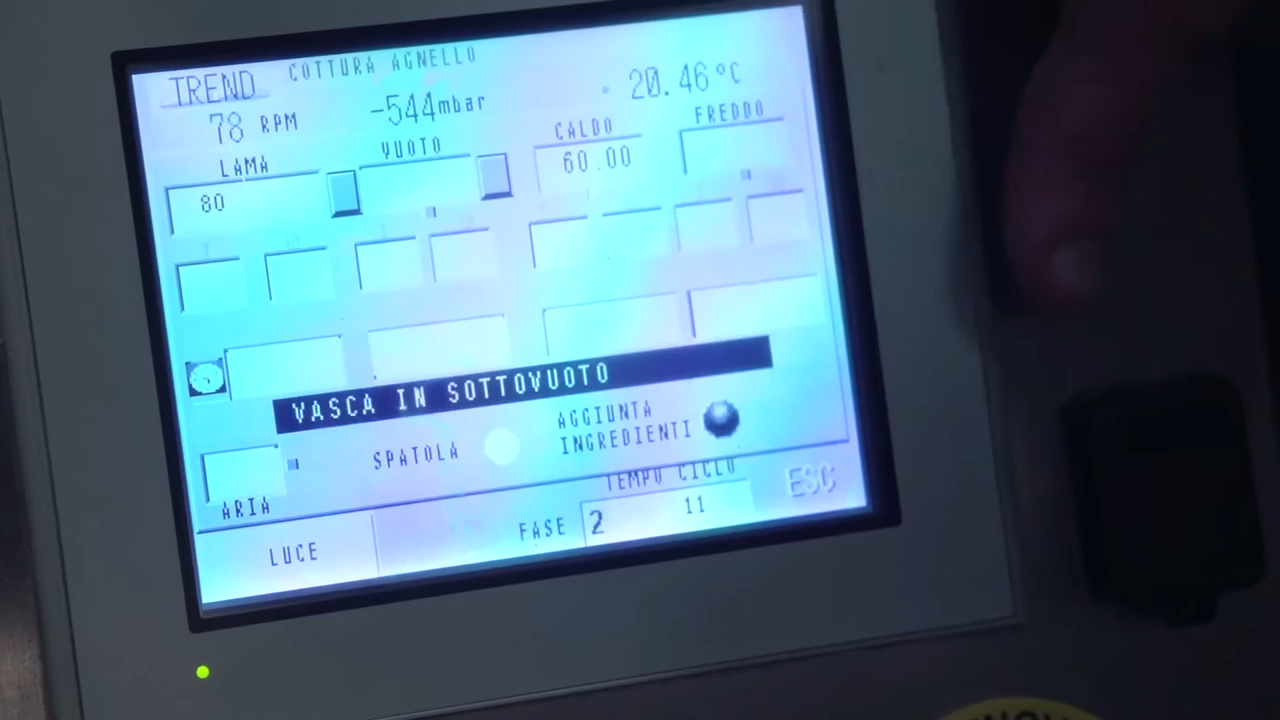 TREND
COTTURA AGNELLO
78 RPM
-544mbar
20.46°C
LAMA
VUOTO
CALDO
FREDDO
80
60.00
VASCA IN SOTTOVUOTO
SPATOLA
AGGIUNTA
INGREDIENTI
ARIA
TEMPO CICLO
ESC
LUCE
FASE 2
11